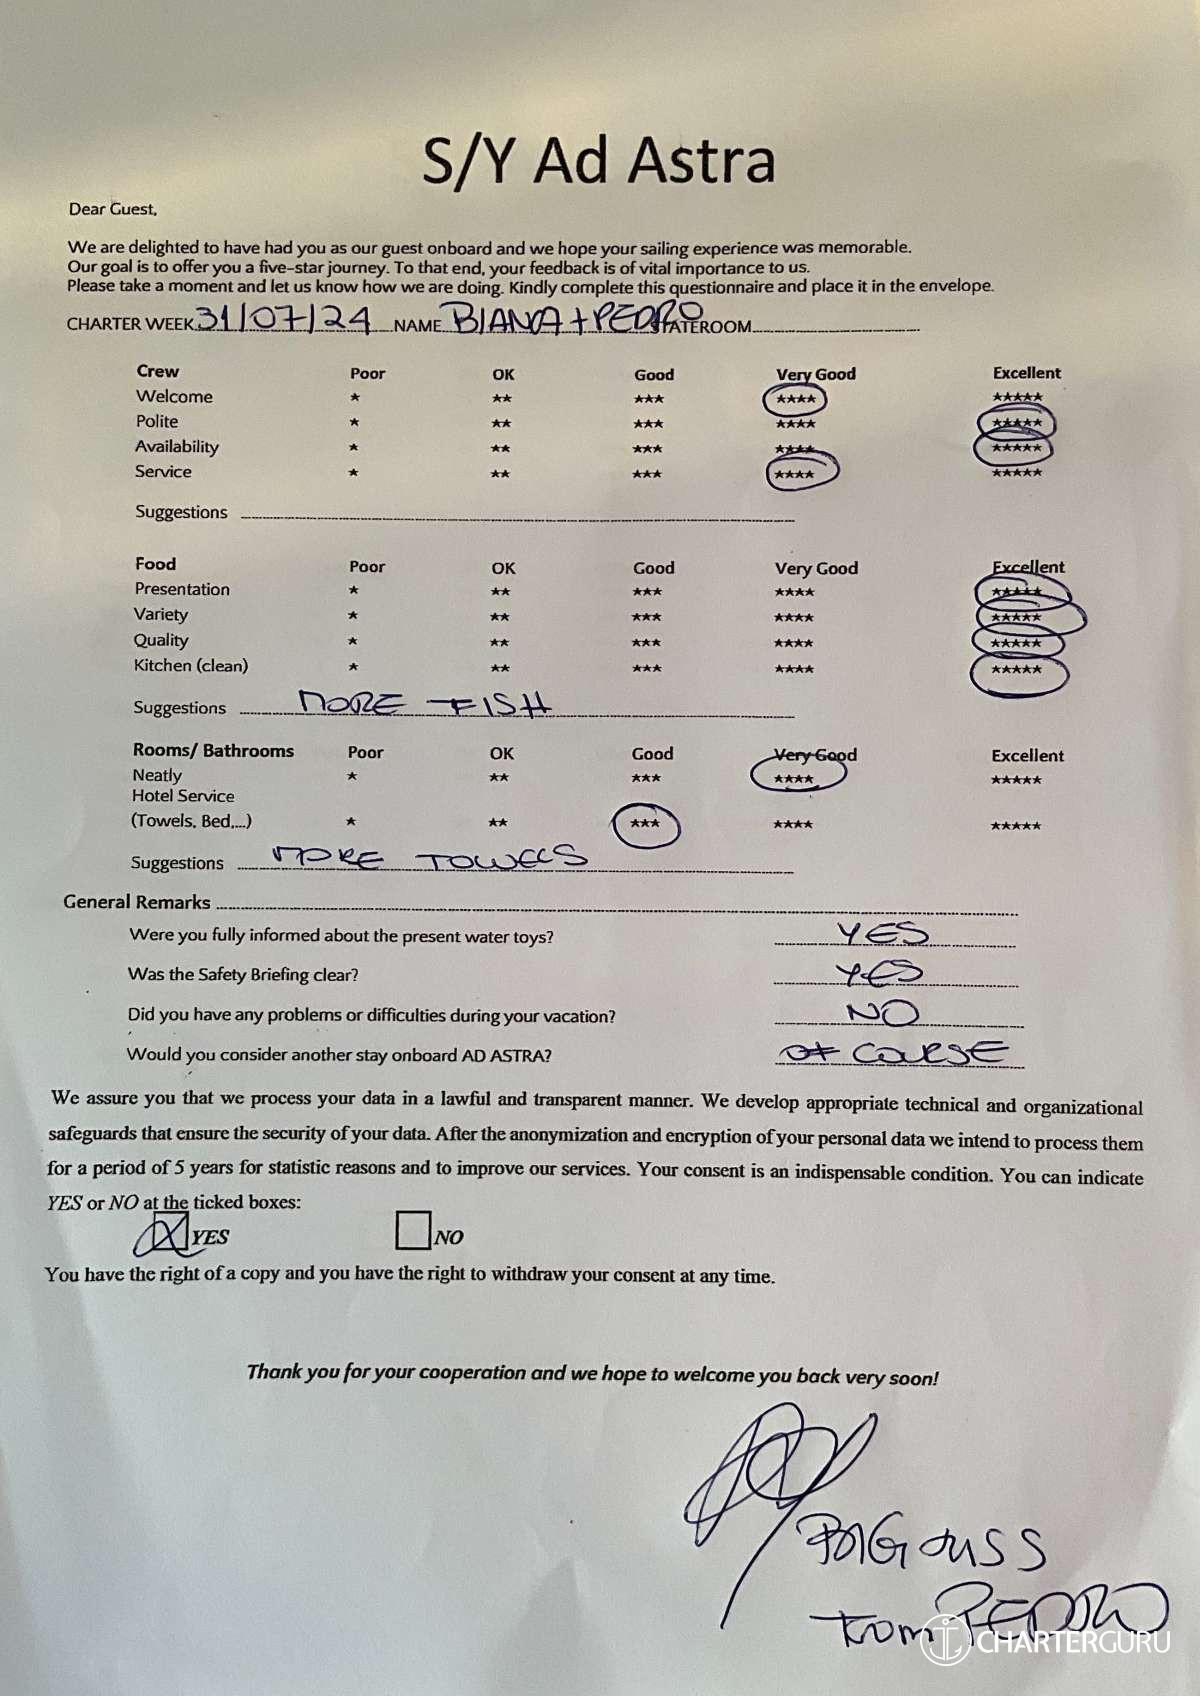 S/Y Ad Astra
Dear Guest,
We are delighted to have had you as our guest onboard and we hope your sailing experience was memorable.
Our goal is to offer you a five-star journey. To that end, your feedback is of vital importance to us.
Please take a moment and let us know how we are doing. Kindly complete this questionnaire and place it in the envelope.
CHARTER WEEK 31/07/24 NAME BIANCA + PEDRO STATEROOM
Crew Poor OK Good Very Good Excellent
Welcome ★ ★★ ★★★ ★★★★ ★★★★★
Polite ★ ★★ ★★★ ★★★★ ★★★★★
Availability ★ ★★ ★★★ ★★★★ ★★★★★
Service ★ ★★ ★★★ ★★★★ ★★★★★
Suggestions
Food Poor OK Good Very Good Excellent
Presentation ★ ★★ ★★★ ★★★★ ★★★★★
Variety ★ ★★ ★★★ ★★★★ ★★★★★
Quality ★ ★★ ★★★ ★★★★ ★★★★★
Kitchen (clean) ★ ★★ ★★★ ★★★★ ★★★★★
Suggestions MORE FISH
Rooms/ Bathrooms Poor OK Good Very Good Excellent
Neatly ★ ★★ ★★★ ★★★★ ★★★★★
Hotel Service
(Towels, Bed,...) ★ ★★ ★★★ ★★★★ ★★★★★
Suggestions MORE TOWELS
General Remarks
Were you fully informed about the present water toys? YES
Was the Safety Briefing clear? YES
Did you have any problems or difficulties during your vacation? NO
Would you consider another stay onboard AD ASTRA? OF COURSE
We assure you that we process your data in a lawful and transparent manner. We develop appropriate technical and organizational
safeguards that ensure the security of your data. After the anonymization and encryption of your personal data we intend to process them
for a period of 5 years for statistic reasons and to improve our services. Your consent is an indispensable condition. You can indicate
YES or NO at the ticked boxes:
YES NO
You have the right of a copy and you have the right to withdraw your consent at any time.
Thank you for your cooperation and we hope to welcome you back very soon!
BIG KISS
from PEDRO
CHARTERGURU